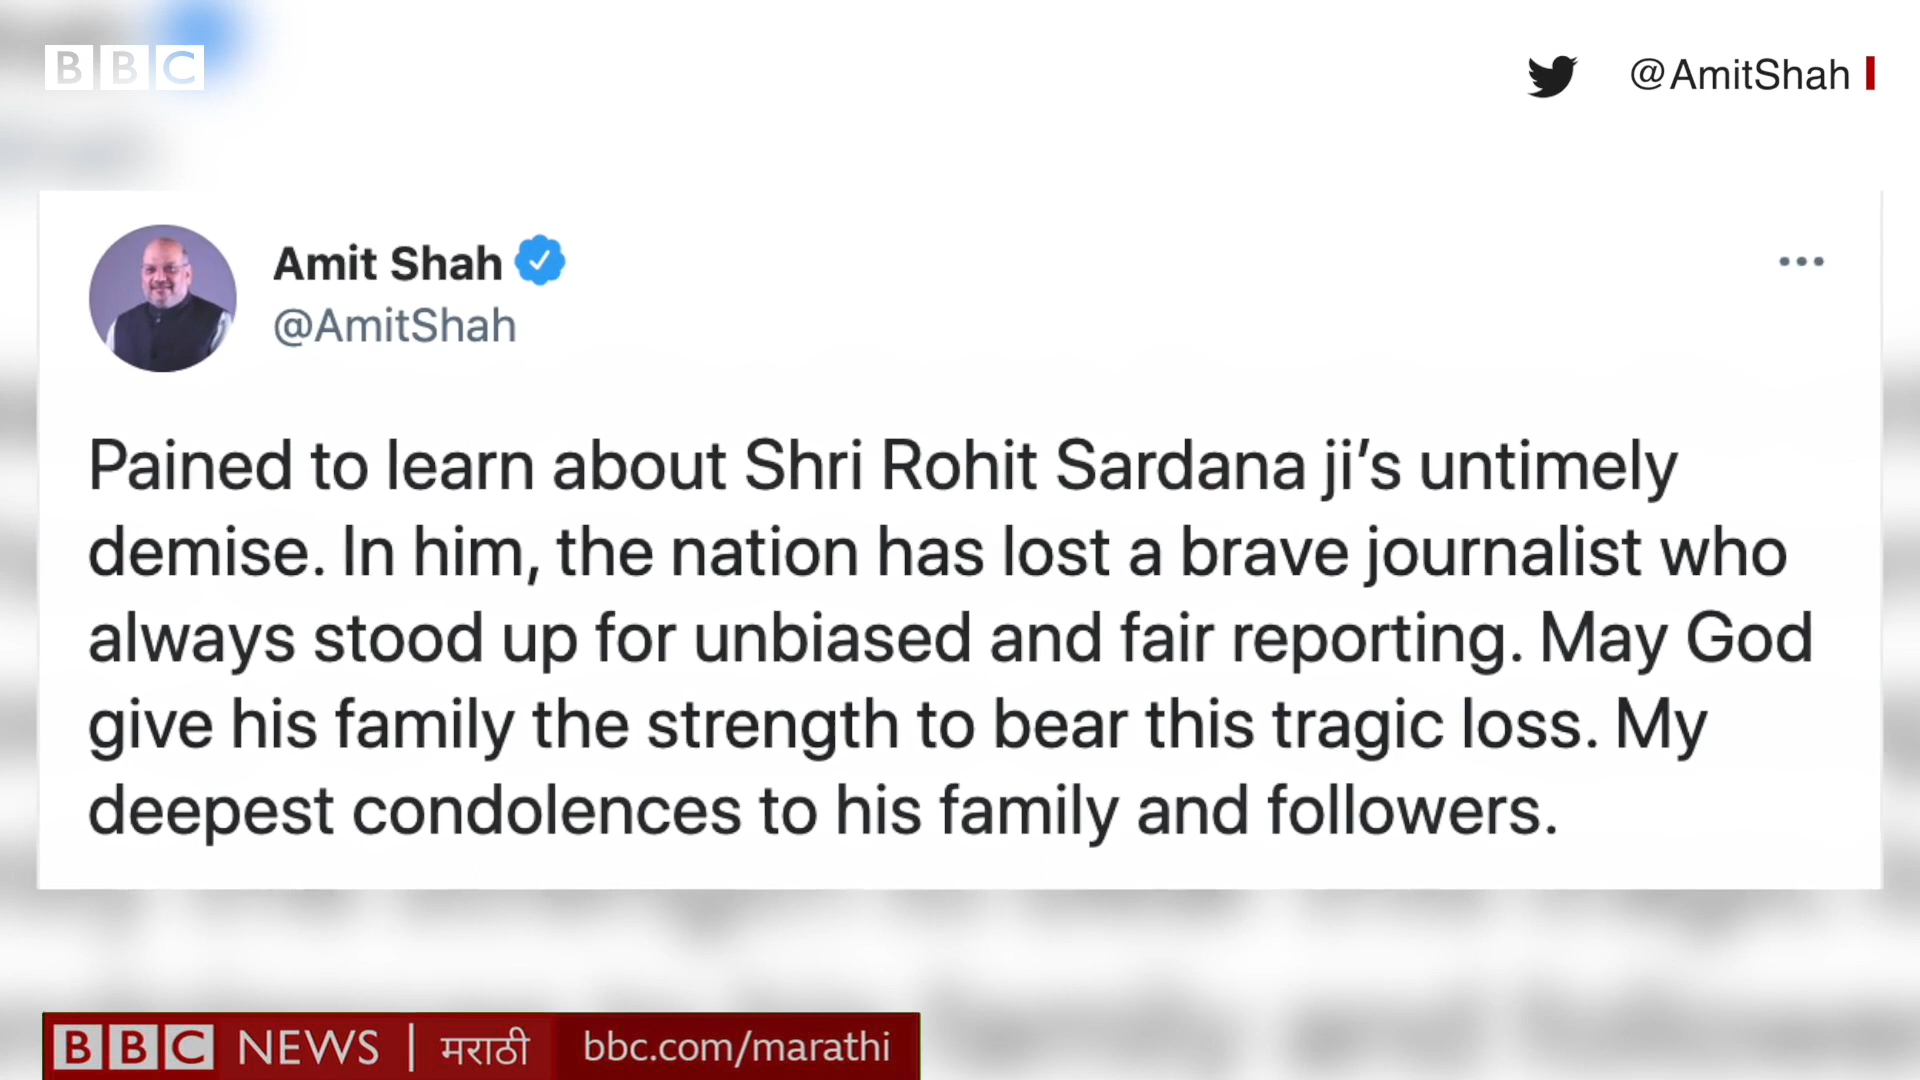 BBC
@AmitShah
Amit Shah
@AmitShah
Pained to learn about Shri Rohit Sardana ji’s untimely
demise. In him, the nation has lost a brave journalist who
always stood up for unbiased and fair reporting. May God
give his family the strength to bear this tragic loss. My
deepest condolences to his family and followers.
BBC NEWS | मराठी bbc.com/marathi